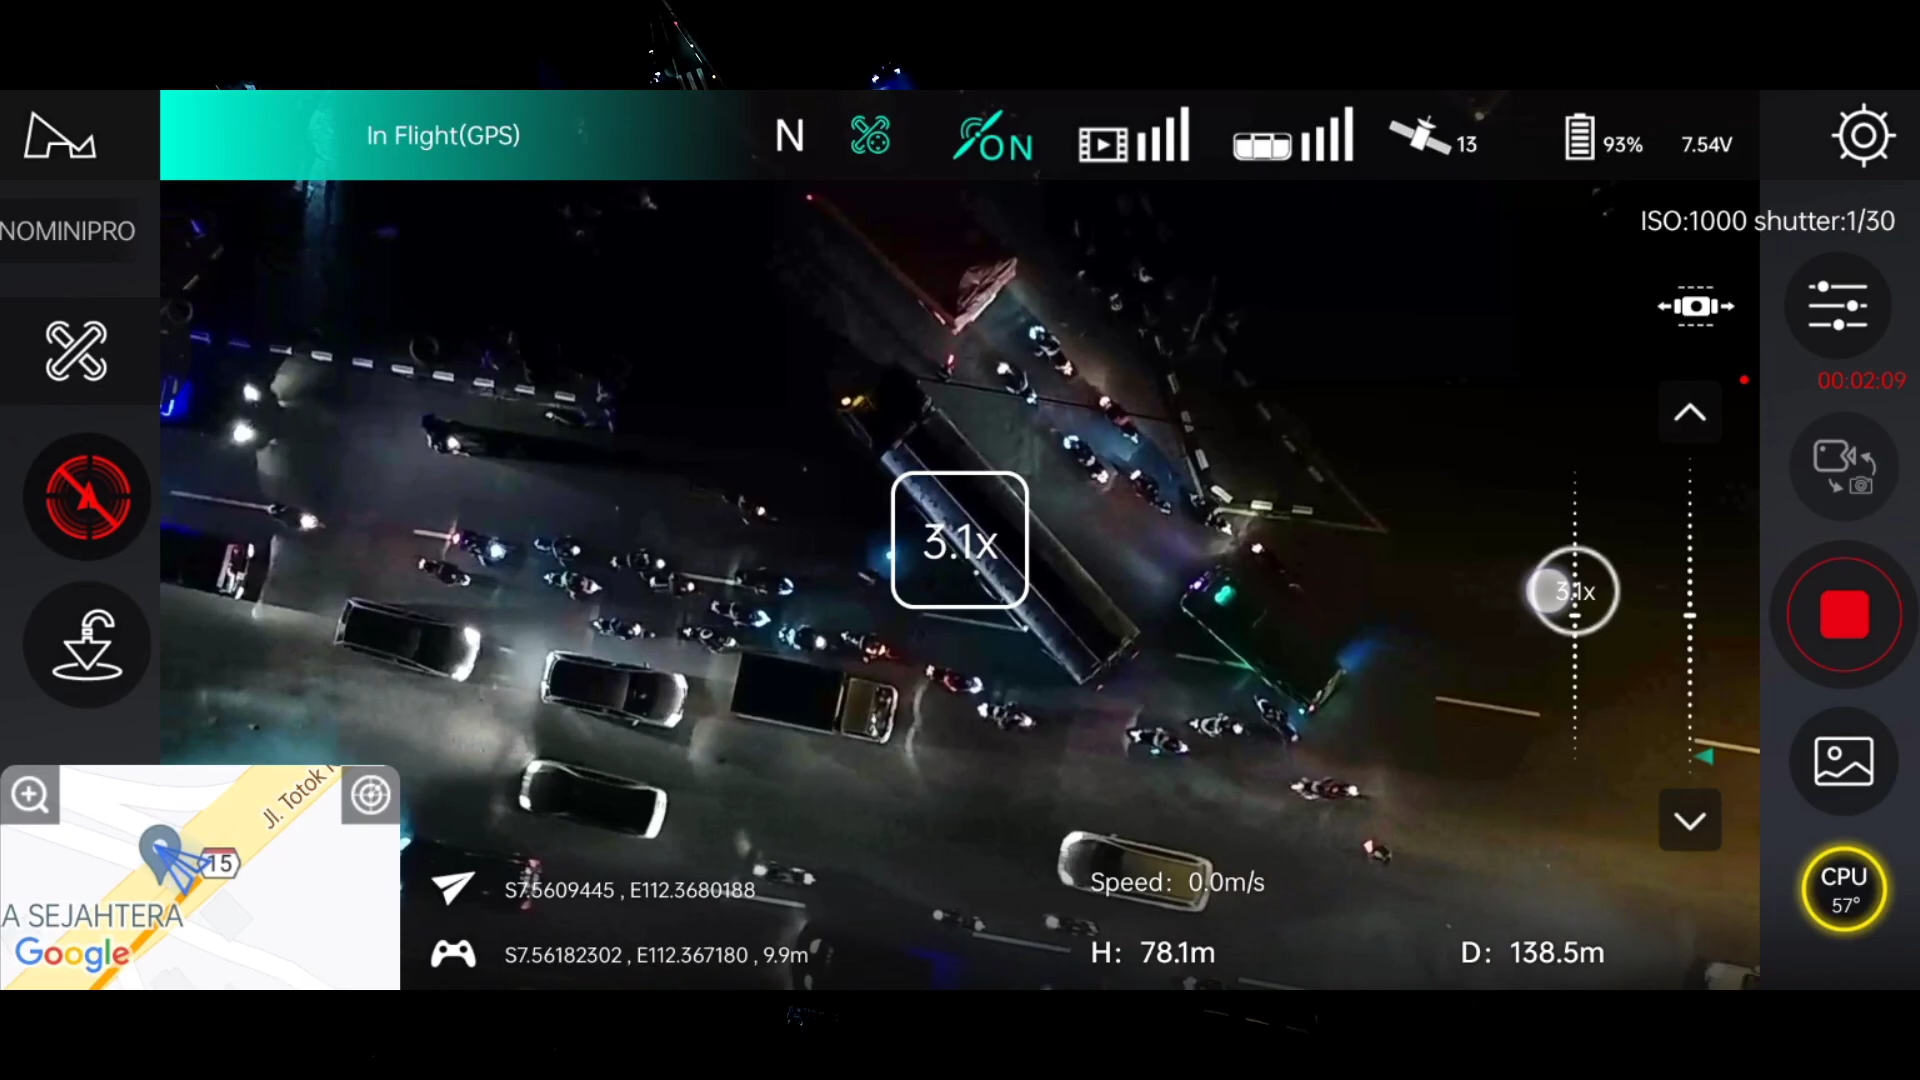 In Flight(GPS)
N
ON
13
93%
7.54V
NOMINIPRO
ISO:1000 shutter:1/30
00:02:09
3.1x
3.1x
Jl. Totok
15
A SEJAHTERA
Google
S7.5609445 , E112.3680188
S7.56182302 , E112.367180 , 9.9m
Speed: 0.0m/s
H: 78.1m
D: 138.5m
CPU
57°